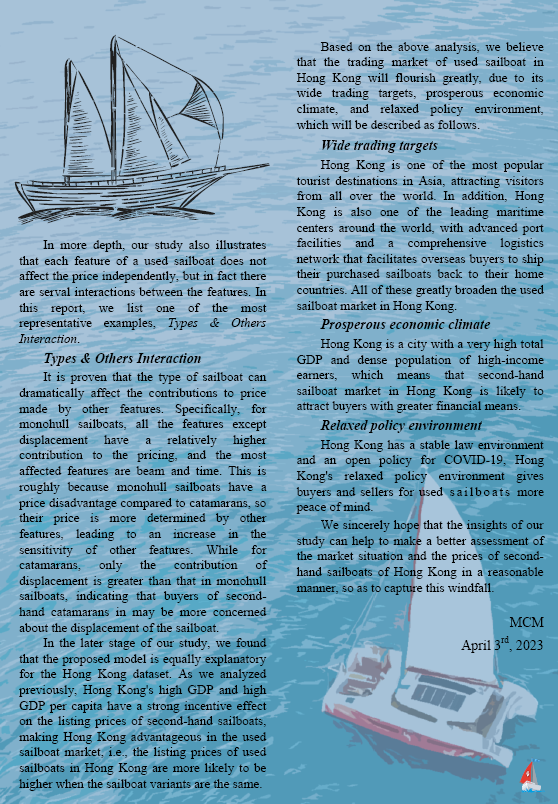 In more depth, our study also illustrates
that each feature of a used sailboat does not
affect the price independently, but in fact there
are serval interactions between the features. In
this report, we list one of the most
representative examples, Types & Others
Interaction.
Types & Others Interaction
It is proven that the type of sailboat can
dramatically affect the contributions to price
made by other features. Specifically, for
monohull sailboats, all the features except
displacement have a relatively higher
contribution to the pricing, and the most
affected features are beam and time. This is
roughly because monohull sailboats have a
price disadvantage compared to catamarans, so
their price is more determined by other
features, leading to an increase in the
sensitivity of other features. While for
catamarans, only the contribution of
displacement is greater than that in monohull
sailboats, indicating that buyers of second-
hand catamarans in may be more concerned
about the displacement of the sailboat.
In the later stage of our study, we found
that the proposed model is equally explanatory
for the Hong Kong dataset. As we analyzed
previously, Hong Kong's high GDP and high
GDP per capita have a strong incentive effect
on the listing prices of second-hand sailboats,
making Hong Kong advantageous in the used
sailboat market, i.e., the listing prices of used
sailboats in Hong Kong are more likely to be
higher when the sailboat variants are the same.
Based on the above analysis, we believe
that the trading market of used sailboat in
Hong Kong will flourish greatly, due to its
wide trading targets, prosperous economic
climate, and relaxed policy environment,
which will be described as follows.
Wide trading targets
Hong Kong is one of the most popular
tourist destinations in Asia, attracting visitors
from all over the world. In addition, Hong
Kong is also one of the leading maritime
centers around the world, with advanced port
facilities and a comprehensive logistics
network that facilitates overseas buyers to ship
their purchased sailboats back to their home
countries. All of these greatly broaden the used
sailboat market in Hong Kong.
Prosperous economic climate
Hong Kong is a city with a very high total
GDP and dense population of high-income
earners, which means that second-hand
sailboat market in Hong Kong is likely to
attract buyers with greater financial means.
Relaxed policy environment
Hong Kong has a stable law environment
and an open policy for COVID-19, Hong
Kong's relaxed policy environment gives
buyers and sellers for used sailboats more
peace of mind.
We sincerely hope that the insights of our
study can help to make a better assessment of
the market situation and the prices of second-
hand sailboats of Hong Kong in a reasonable
manner, so as to capture this windfall.
MCM
April 3rd, 2023